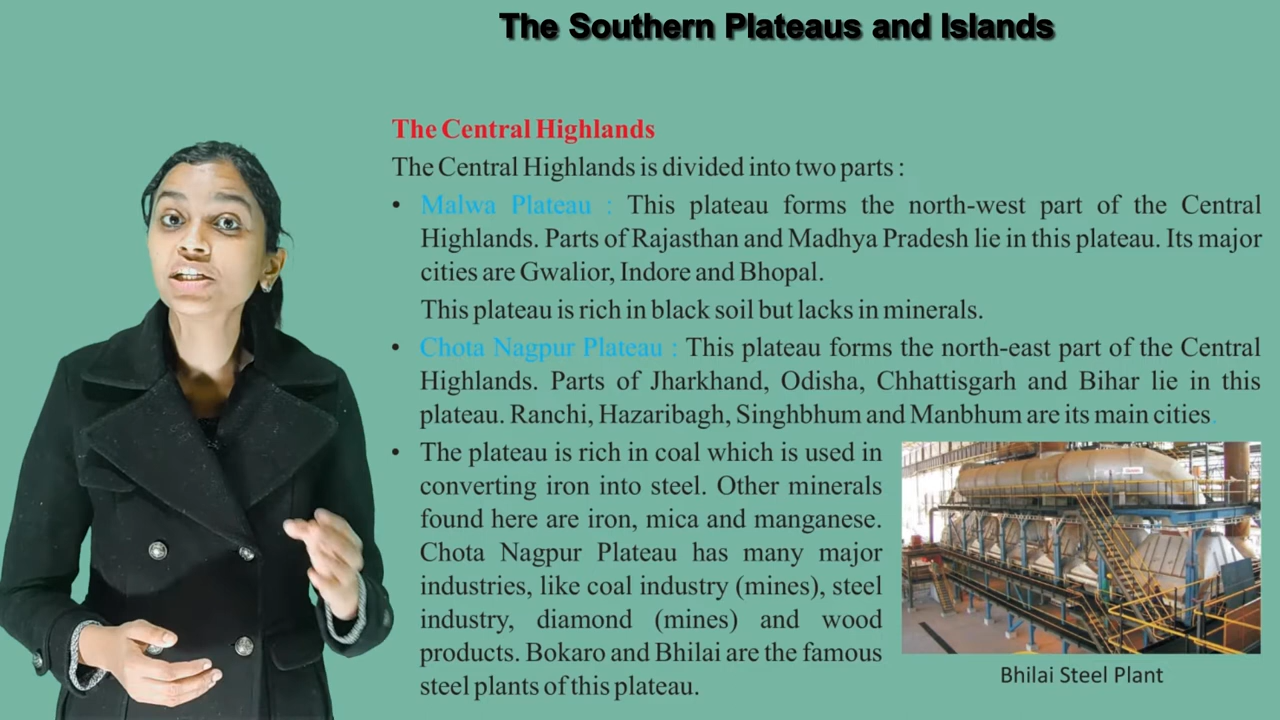 The Southern Plateaus and Islands
The Central Highlands
The Central Highlands is divided into two parts :
• Malwa Plateau : This plateau forms the north-west part of the Central
Highlands. Parts of Rajasthan and Madhya Pradesh lie in this plateau. Its major
cities are Gwalior, Indore and Bhopal.
This plateau is rich in black soil but lacks in minerals.
• Chota Nagpur Plateau : This plateau forms the north-east part of the Central
Highlands. Parts of Jharkhand, Odisha, Chhattisgarh and Bihar lie in this
plateau. Ranchi, Hazaribagh, Singhbhum and Manbhum are its main cities.
• The plateau is rich in coal which is used in
converting iron into steel. Other minerals
found here are iron, mica and manganese.
Chota Nagpur Plateau has many major
industries, like coal industry (mines), steel
industry, diamond (mines) and wood
products. Bokaro and Bhilai are the famous
steel plants of this plateau.
Bhilai Steel Plant